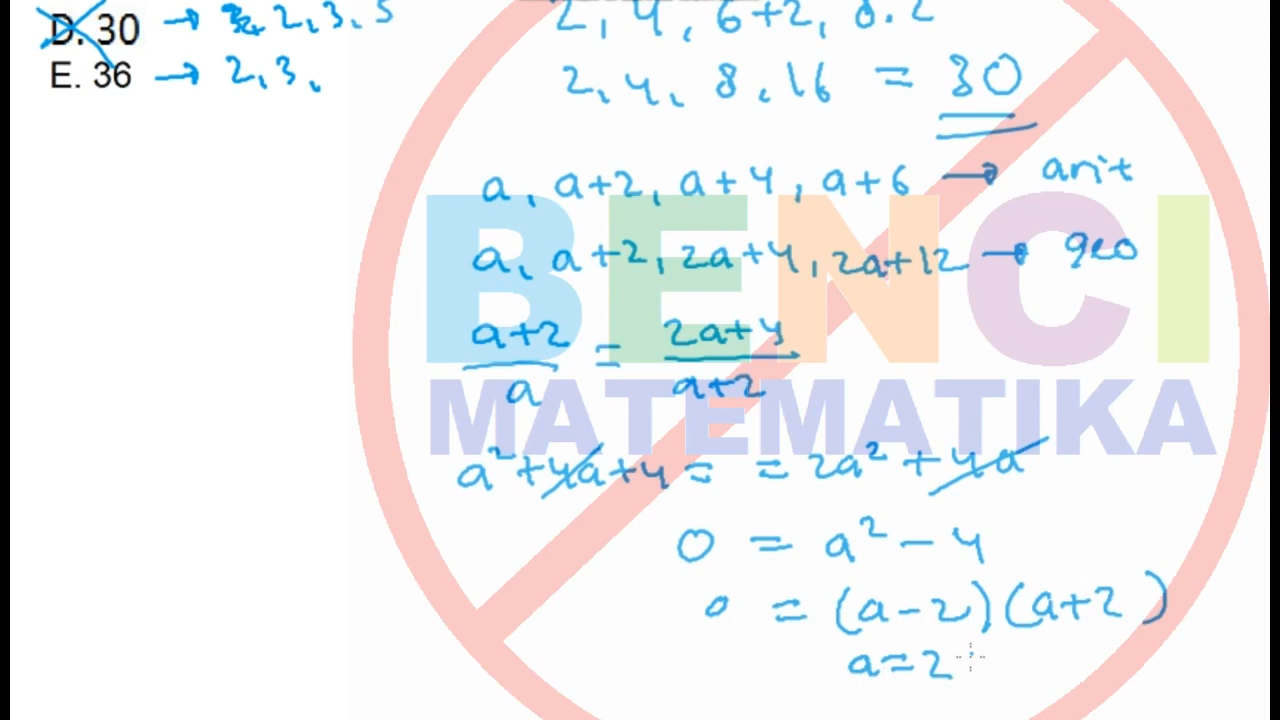 D. 30 → 2, 3, 5
E. 36 → 2, 3,
2, 4, 6+2, 8.2
2, 4, 8, 16 = 30
a, a+2, a+4, a+6 → arit
a, a+2, 2a+4, 2a+12 → geo
BENCI
MATEMATIKA
a+2 / a = 2a+4 / a+2
a²+4a+4 = = 2a²+4a
0 = a²-4
0 = (a-2)(a+2)
a=2